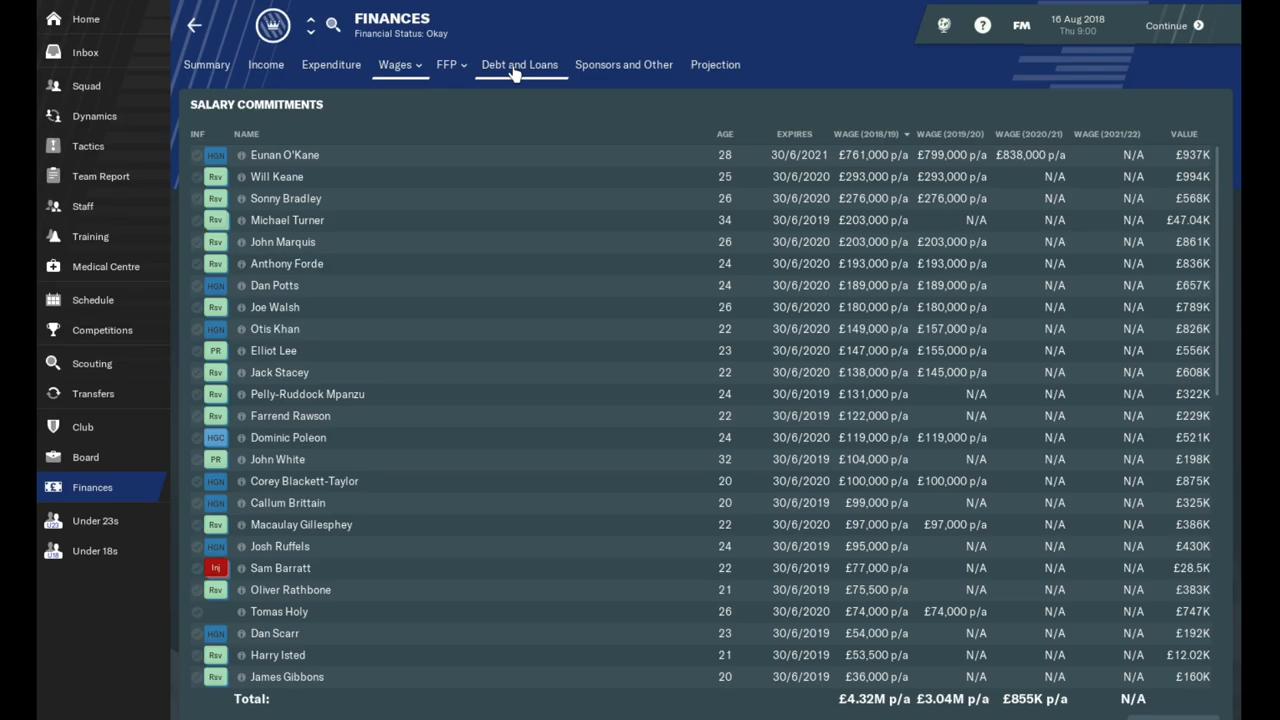 Home
Inbox
Squad
Dynamics
Tactics
Team Report
Staff
Training
Medical Centre
Schedule
Competitions
Scouting
Transfers
Club
Board
Finances
U23 Under 23s
U18 Under 18s
FINANCES
Financial Status: Okay
? FM 16 Aug 2018
Thu 9:00
Continue
Summary Income Expenditure Wages FFP Debt and Loans Sponsors and Other Projection
SALARY COMMITMENTS
INF NAME AGE EXPIRES WAGE (2018/19) WAGE (2019/20) WAGE (2020/21) WAGE (2021/22) VALUE
HGN Eunan O'Kane 28 30/6/2021 £761,000 p/a £799,000 p/a £838,000 p/a N/A £937K
Rsv Will Keane 25 30/6/2020 £293,000 p/a £293,000 p/a N/A N/A £994K
Rsv Sonny Bradley 26 30/6/2020 £276,000 p/a £276,000 p/a N/A N/A £568K
Rsv Michael Turner 34 30/6/2019 £203,000 p/a N/A N/A N/A £47.04K
Rsv John Marquis 26 30/6/2020 £203,000 p/a £203,000 p/a N/A N/A £861K
Rsv Anthony Forde 24 30/6/2020 £193,000 p/a £193,000 p/a N/A N/A £836K
HGN Dan Potts 24 30/6/2020 £189,000 p/a £189,000 p/a N/A N/A £657K
Rsv Joe Walsh 26 30/6/2020 £180,000 p/a £180,000 p/a N/A N/A £789K
HGN Otis Khan 22 30/6/2020 £149,000 p/a £157,000 p/a N/A N/A £826K
PR Elliot Lee 23 30/6/2020 £147,000 p/a £155,000 p/a N/A N/A £556K
Rsv Jack Stacey 22 30/6/2020 £138,000 p/a £145,000 p/a N/A N/A £608K
Rsv Pelly-Ruddock Mpanzu 24 30/6/2019 £131,000 p/a N/A N/A N/A £322K
Rsv Farrend Rawson 22 30/6/2019 £122,000 p/a N/A N/A N/A £229K
HGC Dominic Poleon 24 30/6/2020 £119,000 p/a £119,000 p/a N/A N/A £521K
PR John White 32 30/6/2019 £104,000 p/a N/A N/A N/A £198K
HGN Corey Blackett-Taylor 20 30/6/2020 £100,000 p/a £100,000 p/a N/A N/A £875K
HGN Callum Brittain 20 30/6/2019 £99,000 p/a N/A N/A N/A £325K
Rsv Macaulay Gillesphey 22 30/6/2020 £97,000 p/a £97,000 p/a N/A N/A £386K
HGN Josh Ruffels 24 30/6/2019 £95,000 p/a N/A N/A N/A £430K
Inj Sam Barratt 22 30/6/2019 £77,000 p/a N/A N/A N/A £28.5K
Rsv Oliver Rathbone 21 30/6/2019 £75,500 p/a N/A N/A N/A £383K
Tomas Holy 26 30/6/2020 £74,000 p/a £74,000 p/a N/A N/A £747K
HGN Dan Scarr 23 30/6/2019 £54,000 p/a N/A N/A N/A £192K
Rsv Harry Isted 21 30/6/2019 £53,500 p/a N/A N/A N/A £12.02K
Rsv James Gibbons 20 30/6/2019 £36,000 p/a N/A N/A N/A £160K
Total: £4.32M p/a £3.04M p/a £855K p/a N/A